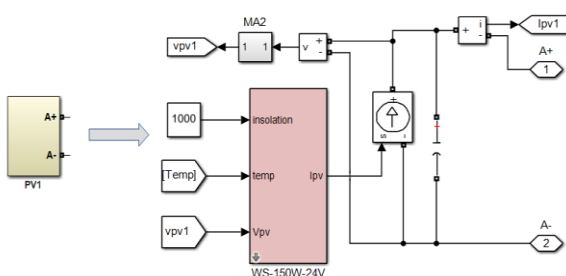 MA2
vpv1
1
1
v
+
-
+
i
-
Ipv1
A+
1
A+
A-
PV1
1000
insolation
[Temp]
temp
Ipv
vpv1
Vpv
+
s
-
+
A-
2
WS-150W-24V